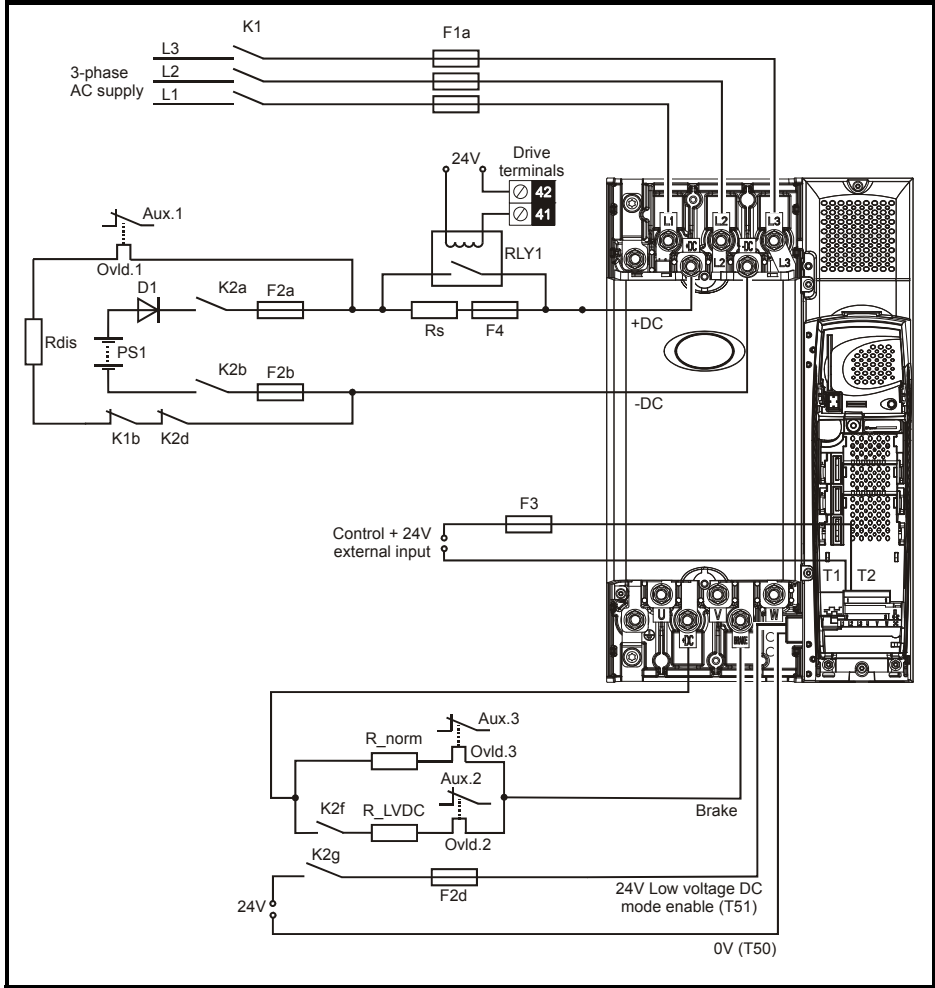 K1
F1a
L3
3-phase
AC supply
L2
L1
24V
Drive
terminals
42
41
Aux.1
RLY1
Ovld.1
D1
K2a
F2a
Rs
F4
+DC
Rdis
PS1
K2b
F2b
-DC
K1b
K2d
L1
L2
L3
+DC
-DC
L2
L3
F3
Control + 24V
external input
T1
T2
U
V
W
+DC
BRAKE
Aux.3
R_norm
Ovld.3
Aux.2
K2f
R_LVDC
Brake
Ovld.2
K2g
F2d
24V Low voltage DC
mode enable (T51)
24V
0V (T50)